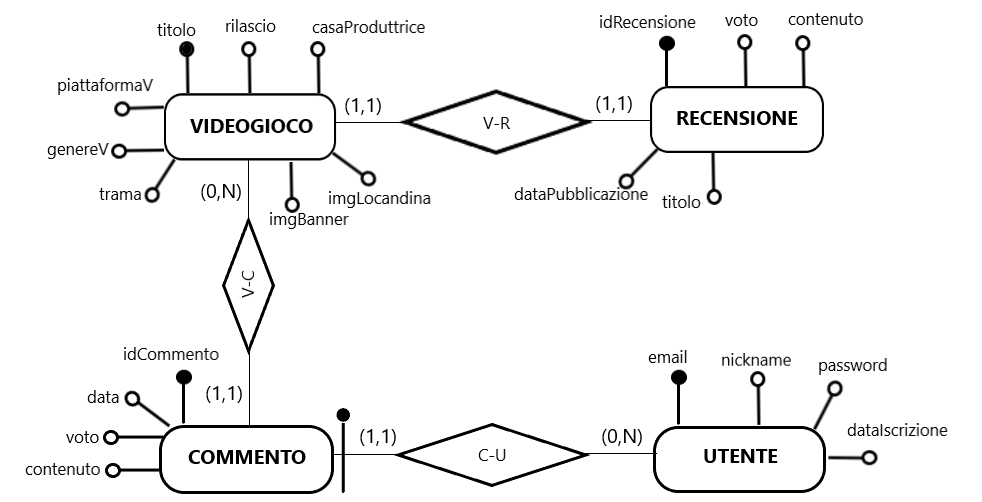 titolo
rilascio
casaProduttrice
piattaformaV
genereV
trama
VIDEOGIOCO
imgLocandina
imgBanner
(1,1)
V-R
(1,1)
idRecensione
voto
contenuto
RECENSIONE
dataPubblicazione
titolo
(0,N)
V-C
(1,1)
idCommento
data
voto
contenuto
COMMENTO
(1,1)
C-U
(0,N)
email
nickname
password
dataIscrizione
UTENTE